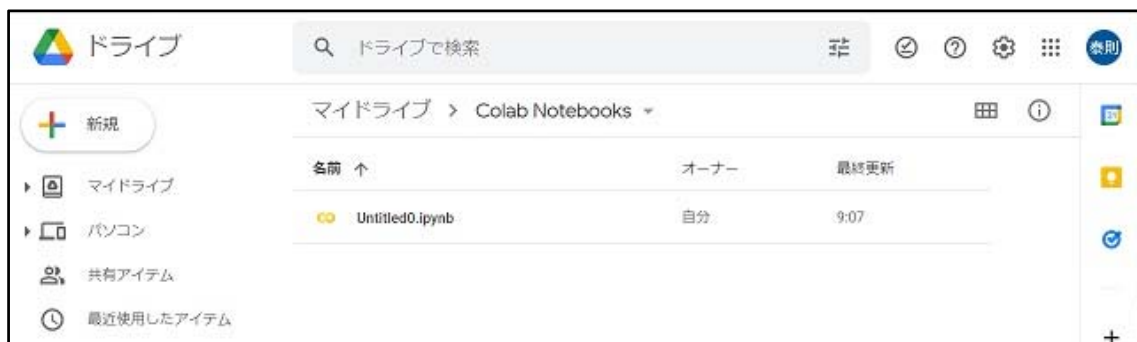 ドライブ
ドライブで検索
泰則
新規
マイドライブ > Colab Notebooks
名前 ↑ オーナー 最終更新
Untitled0.ipynb 自分 9:07
マイドライブ
パソコン
共有アイテム
最近使用したアイテム
31